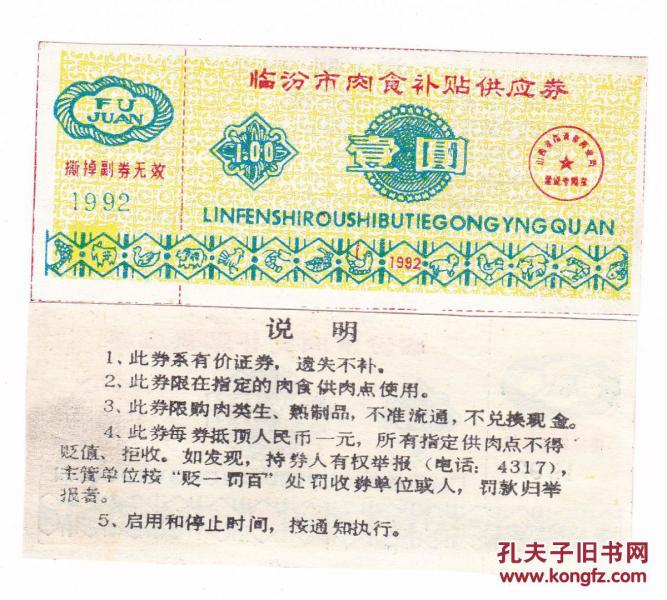 临汾市肉食补贴供应券
FU
JUAN
撕掉副券无效
1992
1.00
LINFENSHIROUSHIBUTIEGONGYNGQUAN
1992
说 明
1、此券系有价证券，遗失不补。
2、此券限在指定的肉食供肉点使用。
3、此券限购肉类生、熟制品，不准流通，不兑换现金。
4、此券每券抵顶人民币一元，所有指定供肉点不得
贬值、拒收。如发现，持券人有权举报（电话：4317），
主管单位按“贬一罚百”处罚收券单位或人，罚款归举
报者。
5、启用和停止时间，按通知执行。
孔夫子旧书网
www.kongfz.com